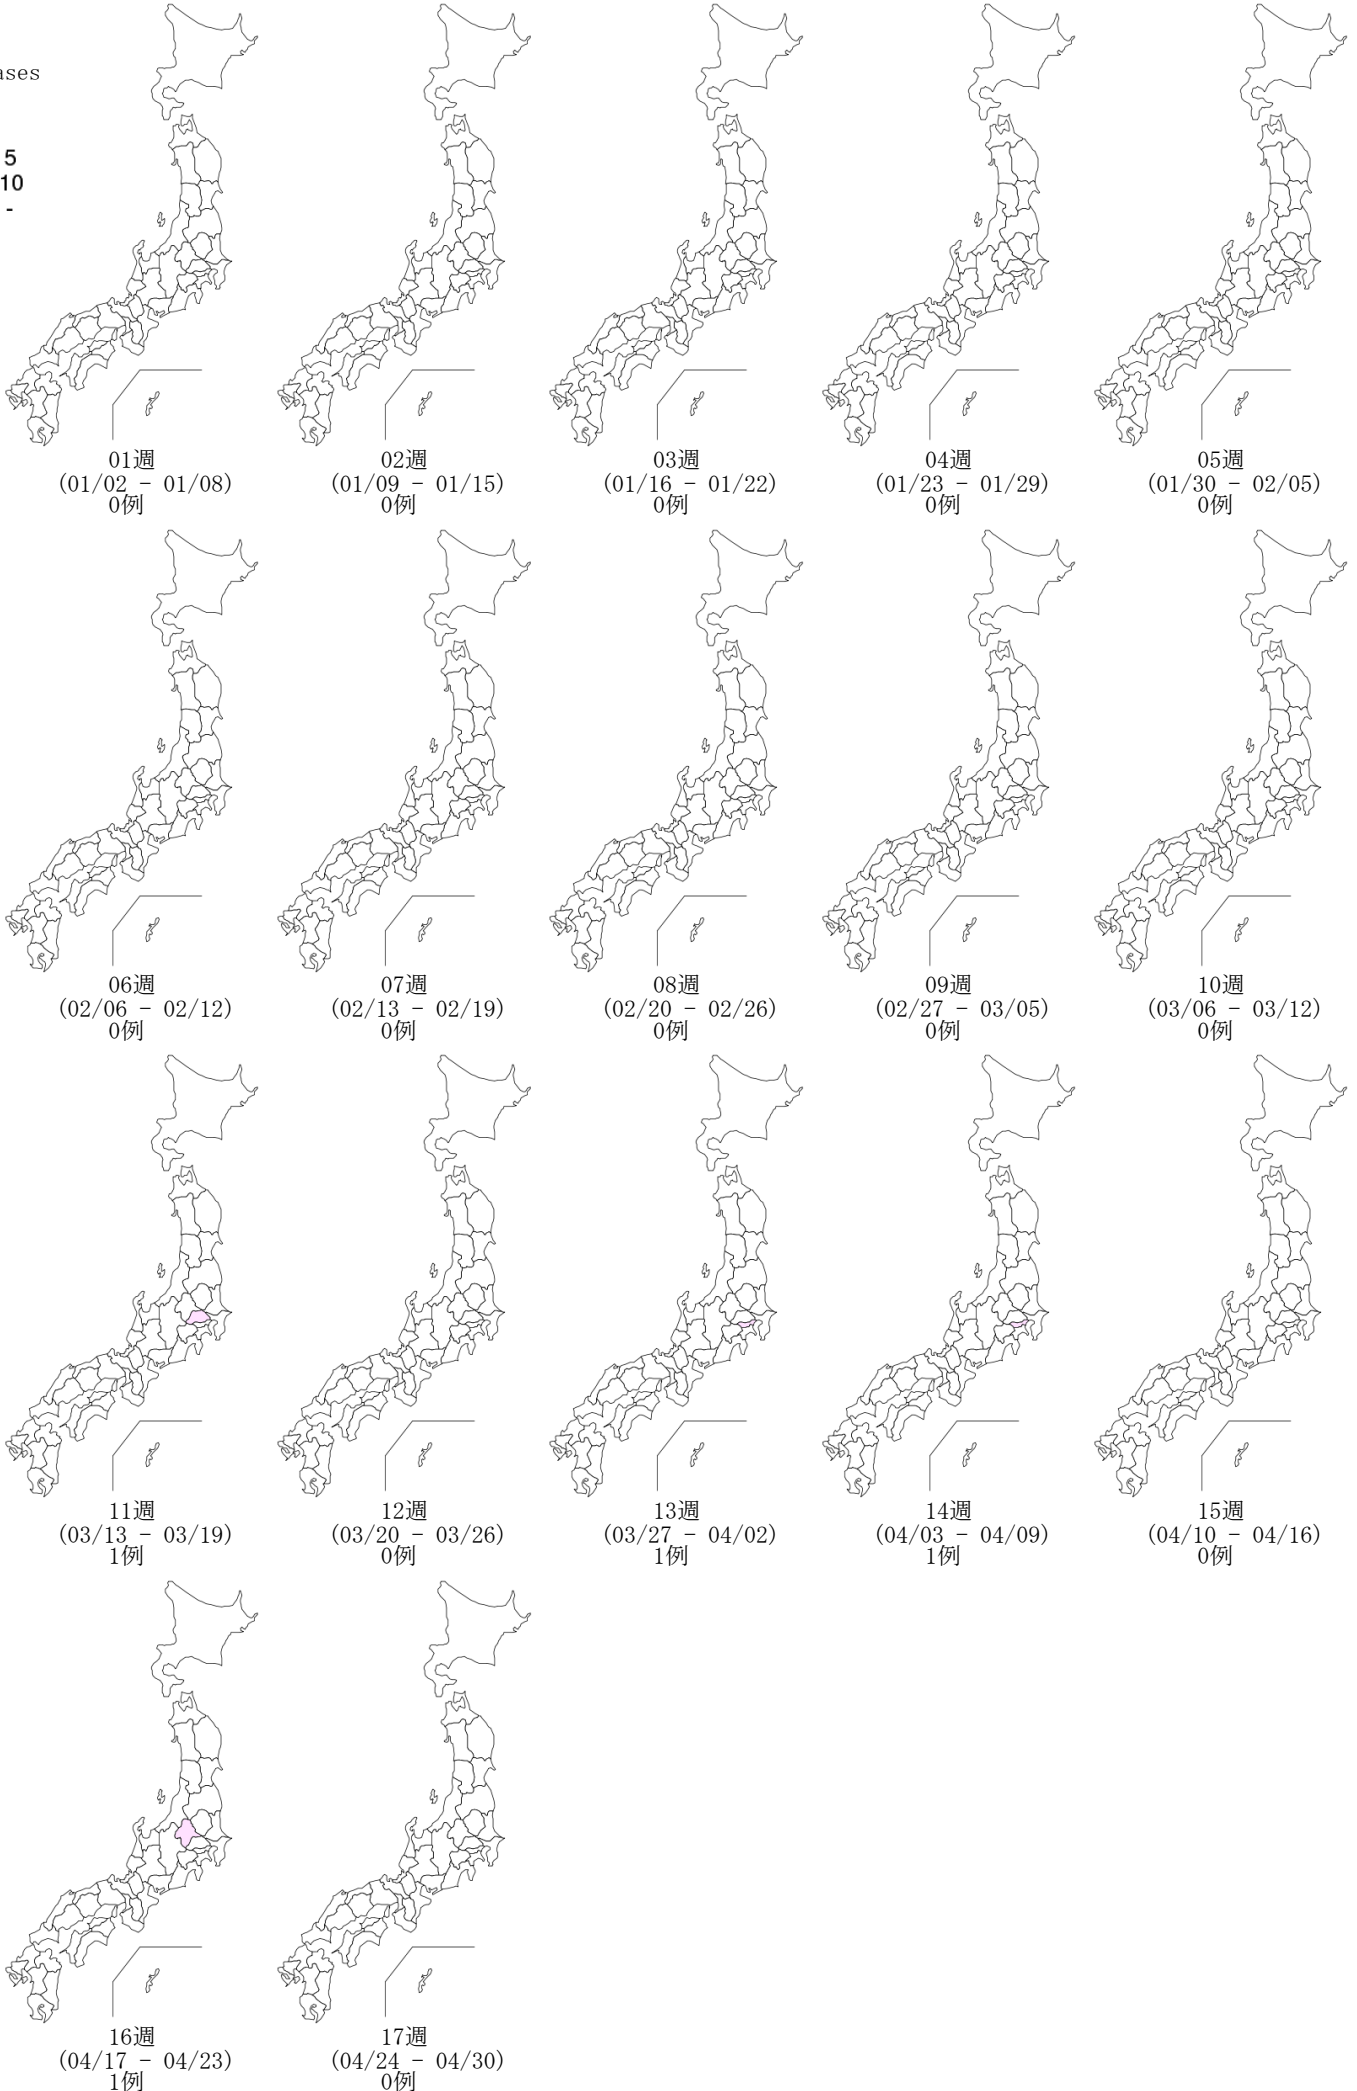 ases
5
10
-
01週
(01/02 - 01/08)
0例
02週
(01/09 - 01/15)
0例
03週
(01/16 - 01/22)
0例
04週
(01/23 - 01/29)
0例
05週
(01/30 - 02/05)
0例
06週
(02/06 - 02/12)
0例
07週
(02/13 - 02/19)
0例
08週
(02/20 - 02/26)
0例
09週
(02/27 - 03/05)
0例
10週
(03/06 - 03/12)
0例
11週
(03/13 - 03/19)
1例
12週
(03/20 - 03/26)
0例
13週
(03/27 - 04/02)
1例
14週
(04/03 - 04/09)
1例
15週
(04/10 - 04/16)
0例
16週
(04/17 - 04/23)
1例
17週
(04/24 - 04/30)
0例